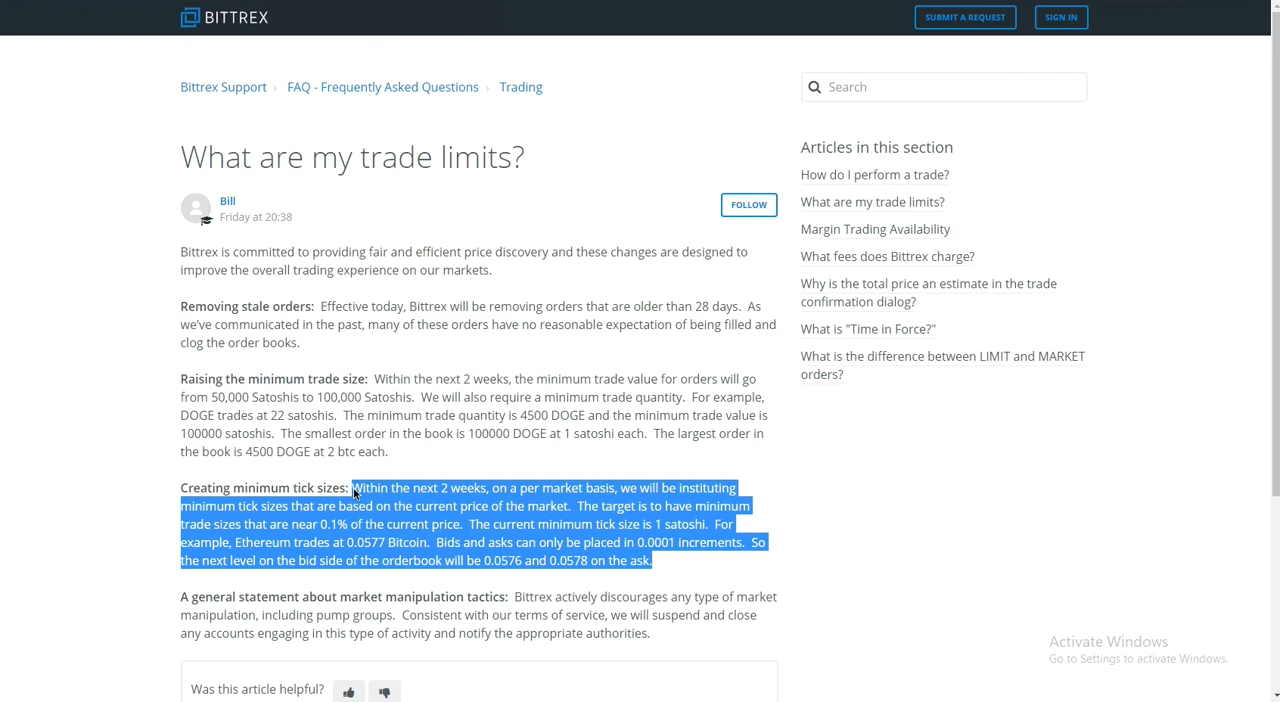 BITTREX
SUBMIT A REQUEST
SIGN IN
Bittrex Support › FAQ - Frequently Asked Questions › Trading
Search
What are my trade limits?
Bill
Friday at 20:38
FOLLOW
Bittrex is committed to providing fair and efficient price discovery and these changes are designed to
improve the overall trading experience on our markets.
Removing stale orders:  Effective today, Bittrex will be removing orders that are older than 28 days.  As
we've communicated in the past, many of these orders have no reasonable expectation of being filled and
clog the order books.
Raising the minimum trade size:  Within the next 2 weeks, the minimum trade value for orders will go
from 50,000 Satoshis to 100,000 Satoshis.  We will also require a minimum trade quantity.  For example,
DOGE trades at 22 satoshis.  The minimum trade quantity is 4500 DOGE and the minimum trade value is
100000 satoshis.  The smallest order in the book is 100000 DOGE at 1 satoshi each.  The largest order in
the book is 4500 DOGE at 2 btc each.
Creating minimum tick sizes: Within the next 2 weeks, on a per market basis, we will be instituting
minimum tick sizes that are based on the current price of the market.  The target is to have minimum
trade sizes that are near 0.1% of the current price.  The current minimum tick size is 1 satoshi.  For
example, Ethereum trades at 0.0577 Bitcoin.  Bids and asks can only be placed in 0.0001 increments.  So
the next level on the bid side of the orderbook will be 0.0576 and 0.0578 on the ask.
A general statement about market manipulation tactics:  Bittrex actively discourages any type of market
manipulation, including pump groups.  Consistent with our terms of service, we will suspend and close
any accounts engaging in this type of activity and notify the appropriate authorities.
Was this article helpful?
Articles in this section
How do I perform a trade?
What are my trade limits?
Margin Trading Availability
What fees does Bittrex charge?
Why is the total price an estimate in the trade
confirmation dialog?
What is "Time in Force?"
What is the difference between LIMIT and MARKET
orders?
Activate Windows
Go to Settings to activate Windows.